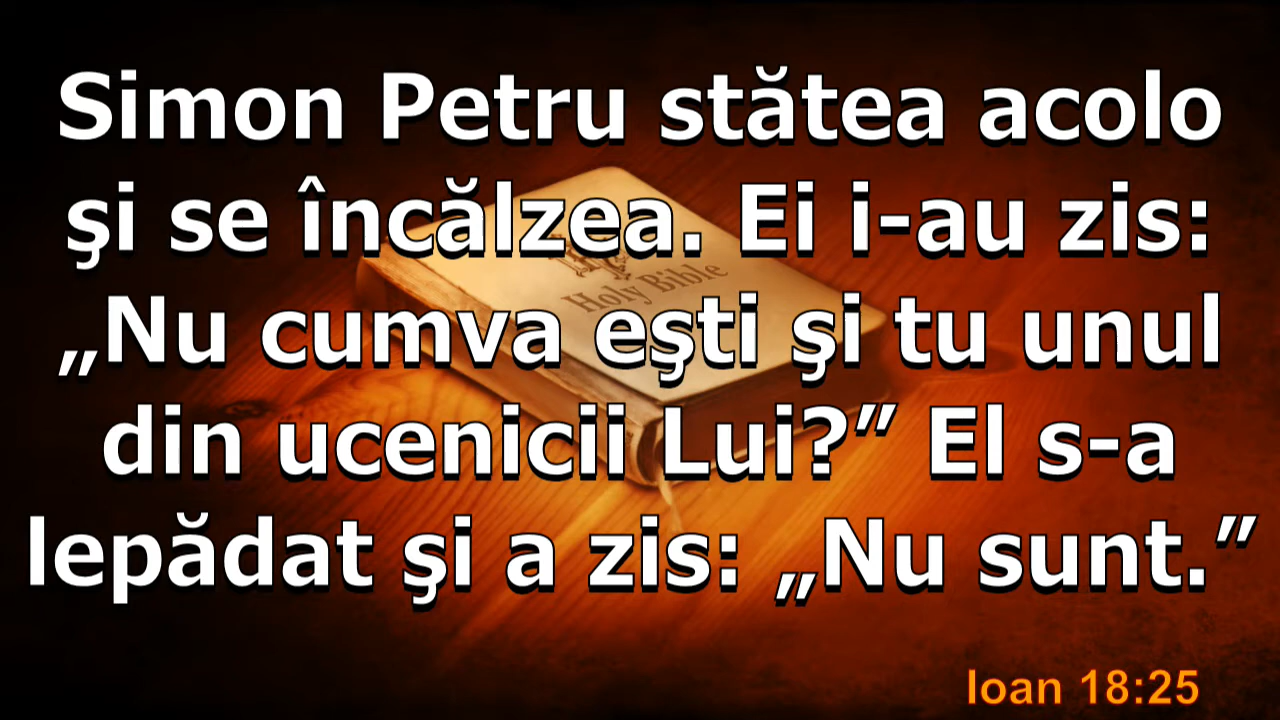 Simon Petru stătea acolo
şi se încălzea. Ei i-au zis:
„Nu cumva eşti şi tu unul
din ucenicii Lui?” El s-a
lepădat şi a zis: „Nu sunt.”
Holy Bible
Ioan 18:25